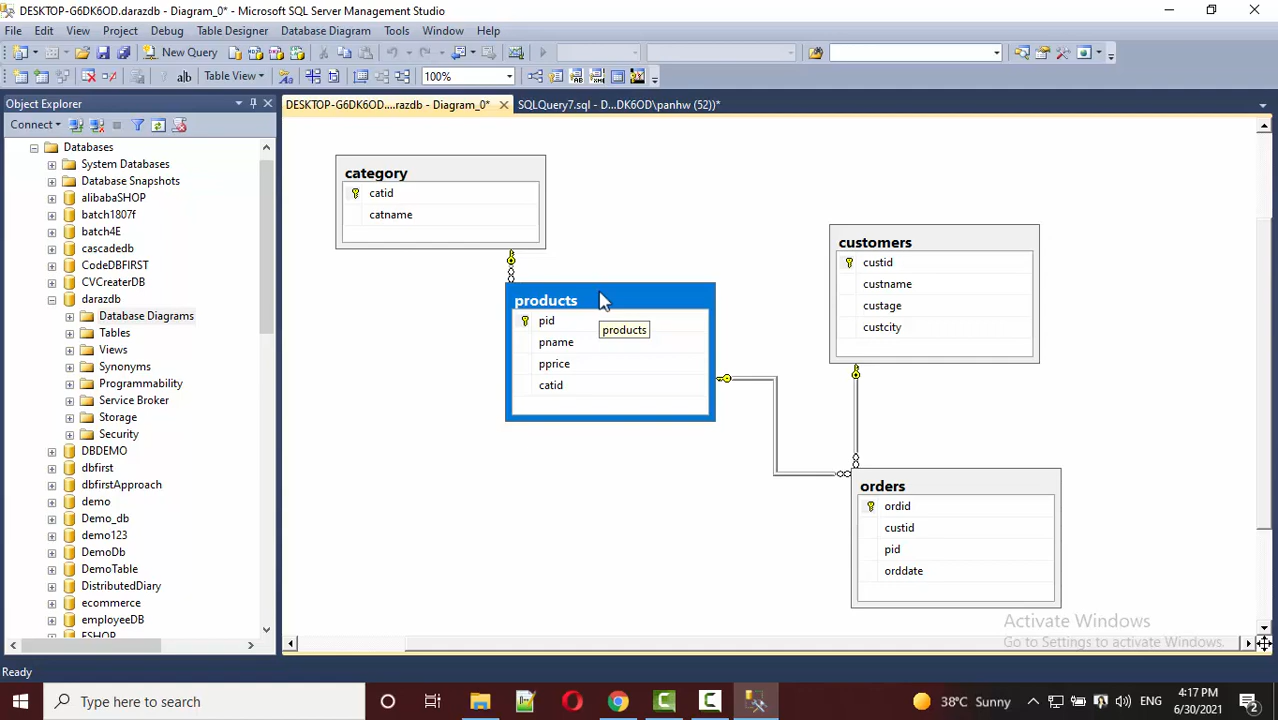 DESKTOP-G6DK6OD.darazdb - Diagram_0* - Microsoft SQL Server Management Studio
File Edit View Project Debug Table Designer Database Diagram Tools Window Help
New Query
Table View 100%
Object Explorer
Connect
Databases
System Databases
Database Snapshots
alibabaSHOP
batch1807f
batch4E
cascadedb
CodeDBFIRST
CVCreaterDB
darazdb
Database Diagrams
Tables
Views
Synonyms
Programmability
Service Broker
Storage
Security
DBDEMO
dbfirst
dbfirstApproach
demo
Demo_db
demo123
DemoDb
DemoTable
DistributedDiary
ecommerce
employeeDB
ESHOP
DESKTOP-G6DK6OD....razdb - Diagram_0* SQLQuery7.sql - D...DK6OD\panhw (52))*
category
catid
catname
products
pid
products
pname
pprice
catid
customers
custid
custname
custage
custcity
orders
ordid
custid
pid
orddate
Activate Windows
Go to Settings to activate Windows.
Ready
Type here to search
38°C Sunny
ENG
4:17 PM
6/30/2021
2